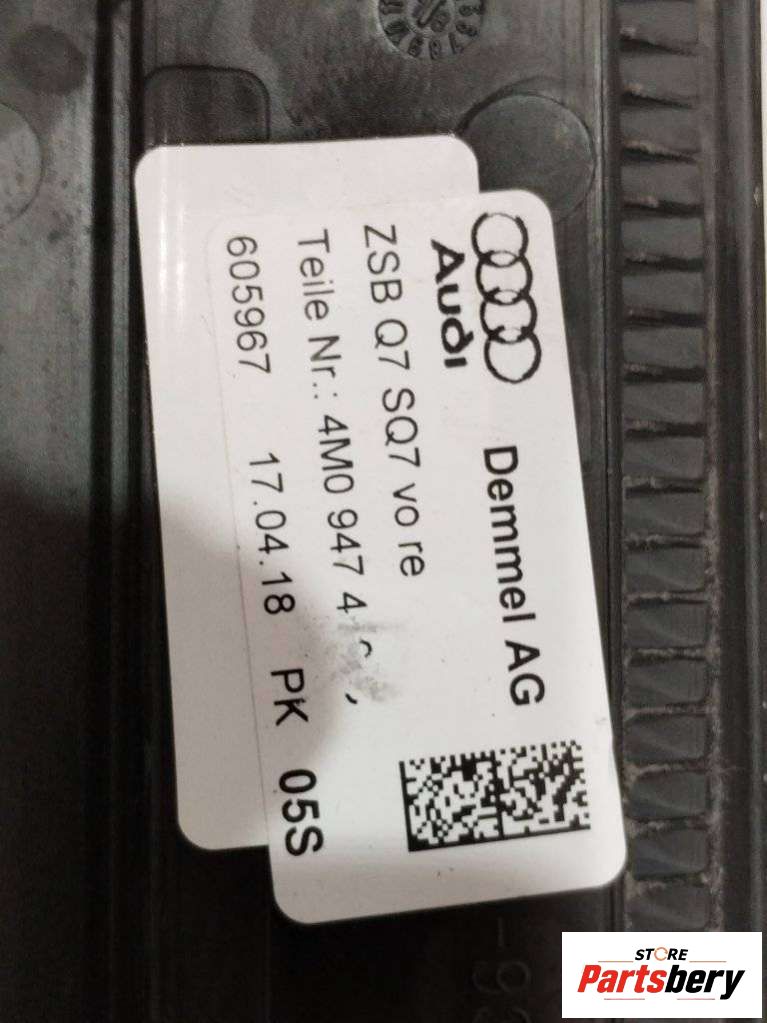 Audi Demmel AG
ZSB Q7 SQ7 vo re
Teile Nr.: 4M0 947 4
605967 17.04.18 PK 05S
STORE
Partsbery